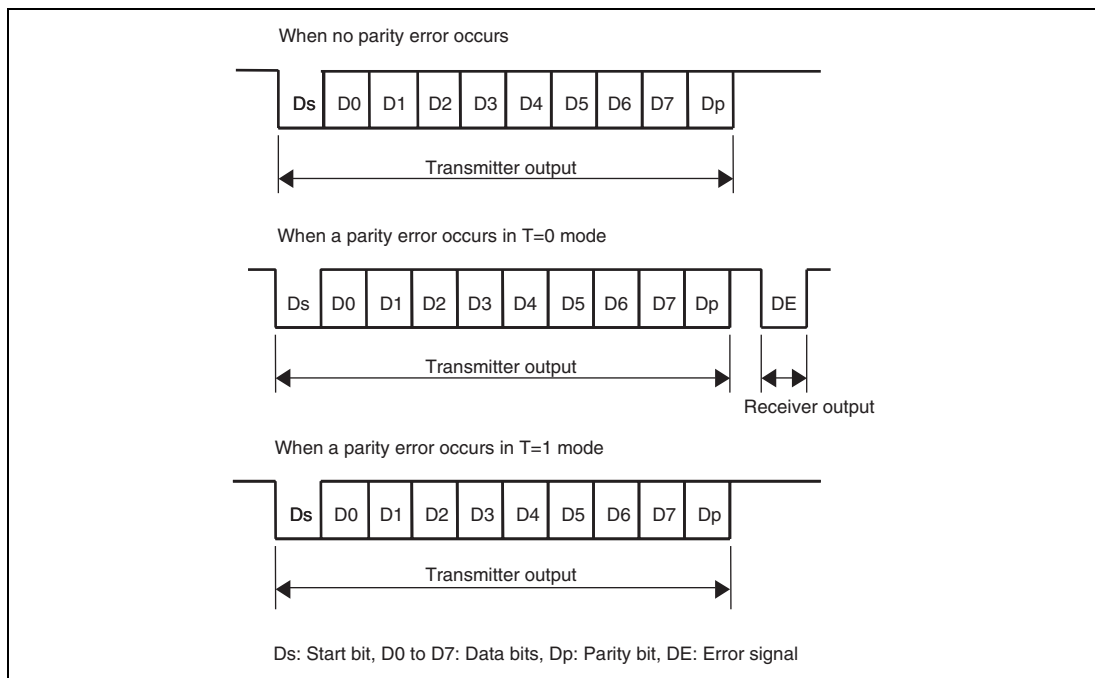 When no parity error occurs
Ds D0 D1 D2 D3 D4 D5 D6 D7 Dp
Transmitter output
When a parity error occurs in T=0 mode
Ds D0 D1 D2 D3 D4 D5 D6 D7 Dp DE
Transmitter output
Receiver output
When a parity error occurs in T=1 mode
Ds D0 D1 D2 D3 D4 D5 D6 D7 Dp
Transmitter output
Ds: Start bit, D0 to D7: Data bits, Dp: Parity bit, DE: Error signal